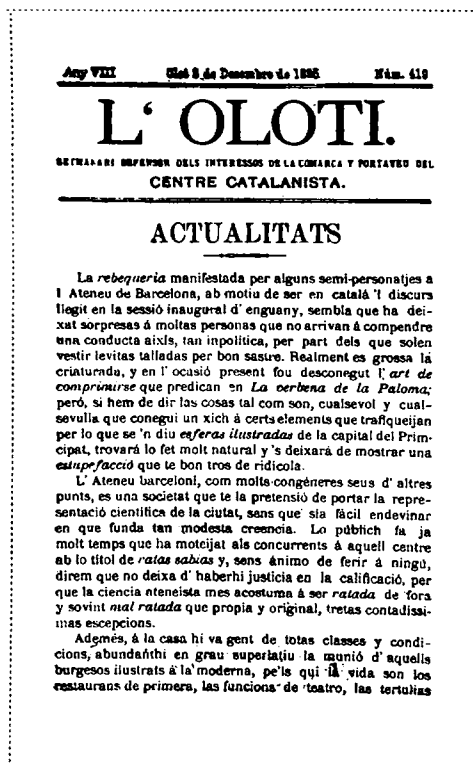 Any VIII Olot 8 de Desembre de 1895 Núm. 419
L' OLOTI.
SETMANARI DEFENSOR DELS INTERESSOS DE LA COMARCA Y PORTAVEU DEL
CENTRE CATALANISTA.
ACTUALITATS
La rebequeria manifestada per alguns semi-personatjes a
l Ateneu de Barcelona, ab motiu de ser en catalá 'l discurs
llegit en la sessió inaugural d' enguany, sembla que ha dei-
xat sorpresas á moltas personas que no arrivan á compendre
una conducta aixís, tan inpolitica, per part dels que solen
vestir levitas talladas per bon sastre. Realment es grossa la
criaturada, y en l' ocasió present fou desconegut l' art de
comprimirse que predican en La verbena de la Paloma;
peró, si hem de dir las cosas tal com son, cualsevol y cual-
sevulla que conegui un xich á certs elements que trafiqueijan
per lo que se 'n diu esferas ilustradas de la capital del Prin-
cipat, trovará lo fet molt natural y 's deixará de mostrar una
estupefacció que te bon tros de ridícola.
L' Ateneu barceloní, com molts congéneres seus d' altres
punts, es una societat que te la pretensió de portar la repre-
sentació cientifica de la ciutat, sens que sia fácil endevinar
en que funda tan modesta creencia. Lo públich fa ja
molt temps que ha moteijat als concurrents á aquell centre
ab lo títol de ratas sabias y, sens ánimo de ferir á ningú,
direm que no deixa d' haberhi justicia en la calificació, per
que la ciencia ateneista mes acostuma á ser ratada de fora
y sovint mal ratada que propia y original, tretas contadíssi-
mas escepcions.
Además, á la casa hi va gent de totas classes y condi-
cions, abundanthi en grau superlatiu la munió d' aquells
burgesos ilustrats á la moderna, pe'ls qui la vida son los
restaurans de primera, las funcions de teatro, las tertulias